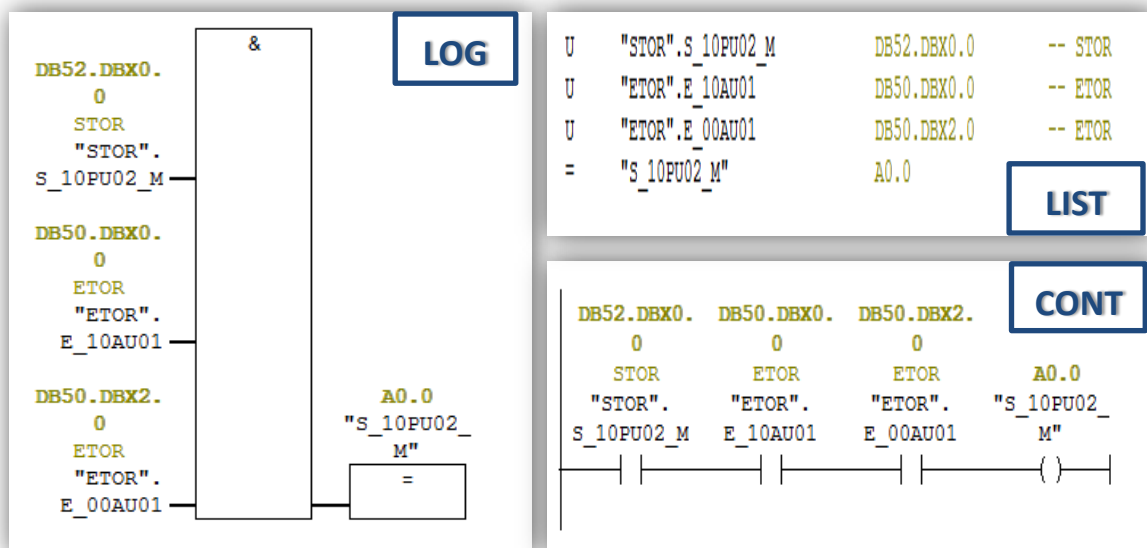 LOG
&
DB52.DBX0.
0
STOR
"STOR".
S_10PU02_M
DB50.DBX0.
0
ETOR
"ETOR".
E_10AU01
DB50.DBX2.
0
ETOR
"ETOR".
E_00AU01
A0.0
"S_10PU02_
M"
=
U "STOR".S_10PU02_M DB52.DBX0.0 -- STOR
U "ETOR".E_10AU01 DB50.DBX0.0 -- ETOR
U "ETOR".E_00AU01 DB50.DBX2.0 -- ETOR
= "S_10PU02_M" A0.0
LIST
CONT
DB52.DBX0. DB50.DBX0. DB50.DBX2.
0 0 0
STOR ETOR ETOR A0.0
"STOR". "ETOR". "ETOR". "S_10PU02_
S_10PU02_M E_10AU01 E_00AU01 M"